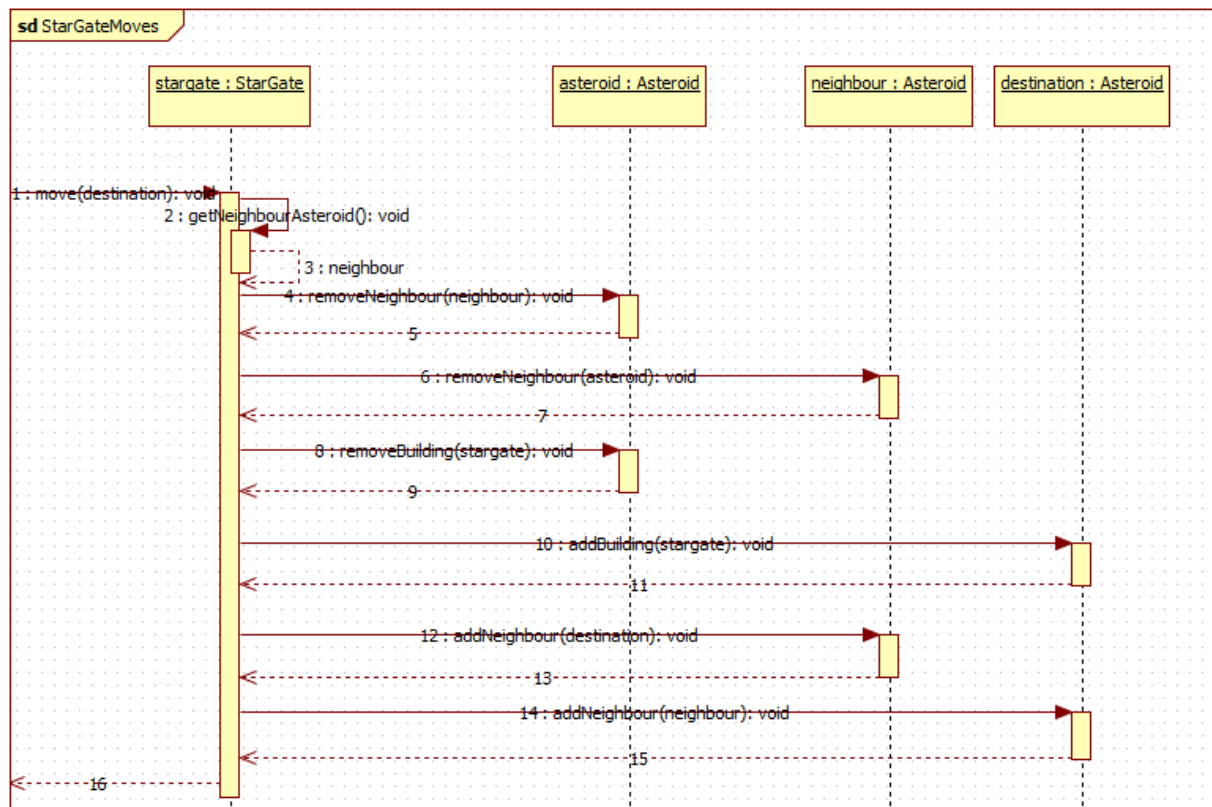 sd StarGateMoves
stargate : StarGate
asteroid : Asteroid
neighbour : Asteroid
destination : Asteroid
1 : move(destination): void
2 : getNeighbourAsteroid(): void
3 : neighbour
4 : removeNeighbour(neighbour): void
5
6 : removeNeighbour(asteroid): void
7
8 : removeBuilding(stargate): void
9
10 : addBuilding(stargate): void
11
12 : addNeighbour(destination): void
13
14 : addNeighbour(neighbour): void
15
16